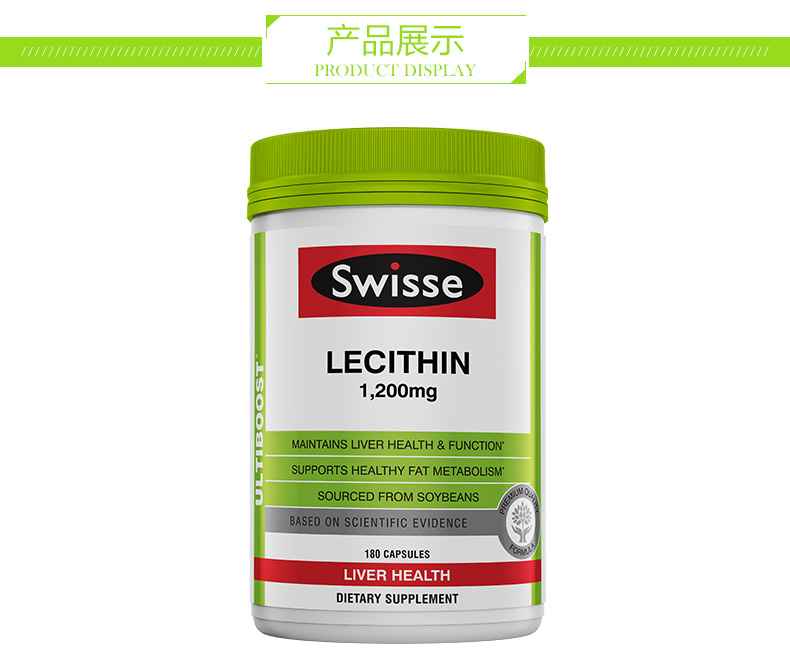 产品展示
PRODUCT DISPLAY
Swisse
LECITHIN
1,200mg
ULTIBOOST®
MAINTAINS LIVER HEALTH & FUNCTION*
SUPPORTS HEALTHY FAT METABOLISM*
SOURCED FROM SOYBEANS
BASED ON SCIENTIFIC EVIDENCE
PREMIUM QUALITY
FORMULA
180 CAPSULES
LIVER HEALTH
DIETARY SUPPLEMENT